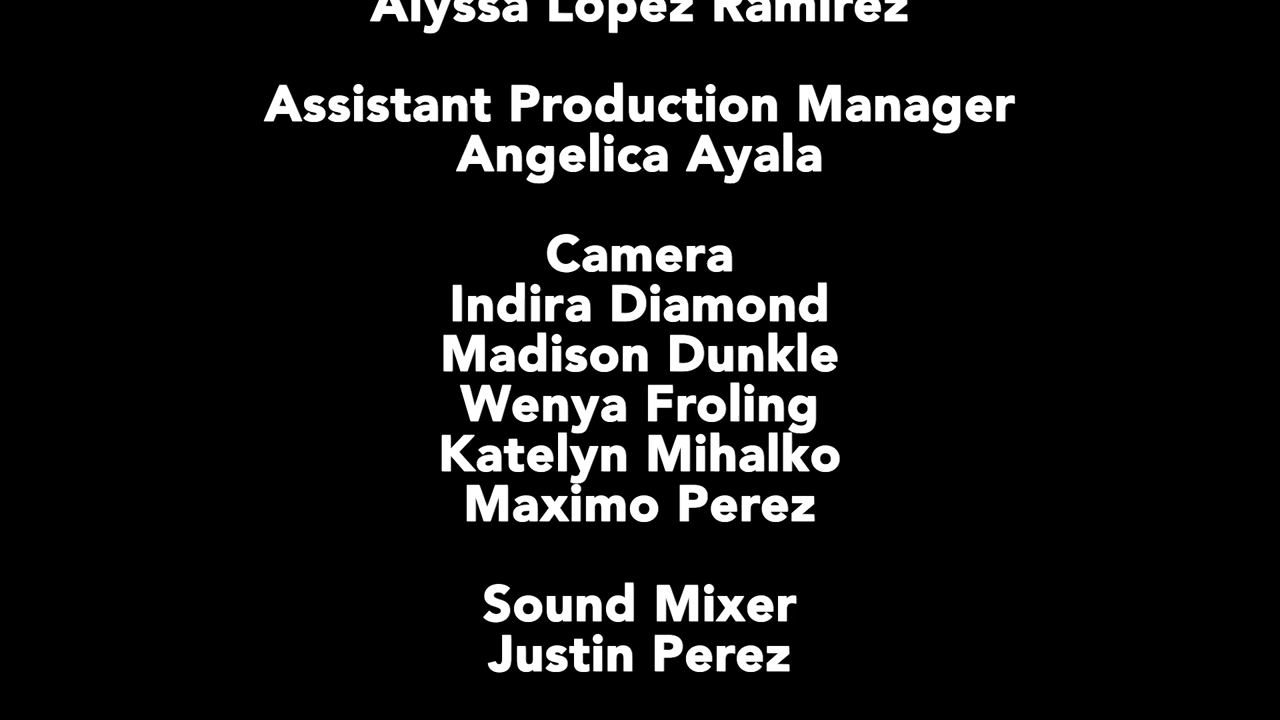 Alyssa Lopez Ramirez
Assistant Production Manager
Angelica Ayala
Camera
Indira Diamond
Madison Dunkle
Wenya Froling
Katelyn Mihalko
Maximo Perez
Sound Mixer
Justin Perez